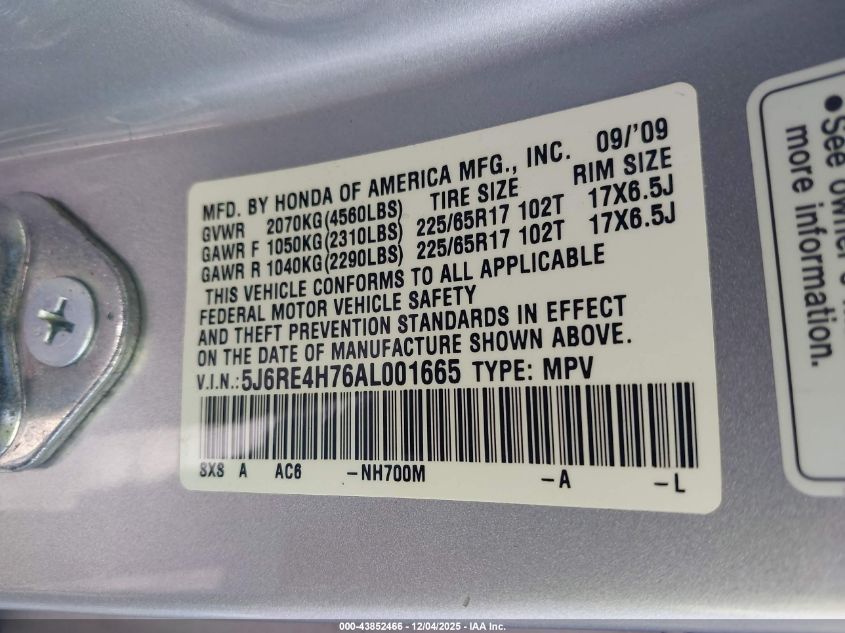 MFD. BY HONDA OF AMERICA MFG., INC. 09/'09
TIRE SIZE RIM SIZE
GVWR 2070KG(4560LBS)
GAWR F 1050KG(2310LBS) 225/65R17 102T 17X6.5J
GAWR R 1040KG(2290LBS) 225/65R17 102T 17X6.5J
THIS VEHICLE CONFORMS TO ALL APPLICABLE
FEDERAL MOTOR VEHICLE SAFETY
AND THEFT PREVENTION STANDARDS IN EFFECT
ON THE DATE OF MANUFACTURE SHOWN ABOVE.
V.I.N.:5J6RE4H76AL001665 TYPE: MPV
SXS A AC6 -NH700M -A -L
•See owner's
more information.
000-43852466 - 12/04/2025 - IAA Inc.